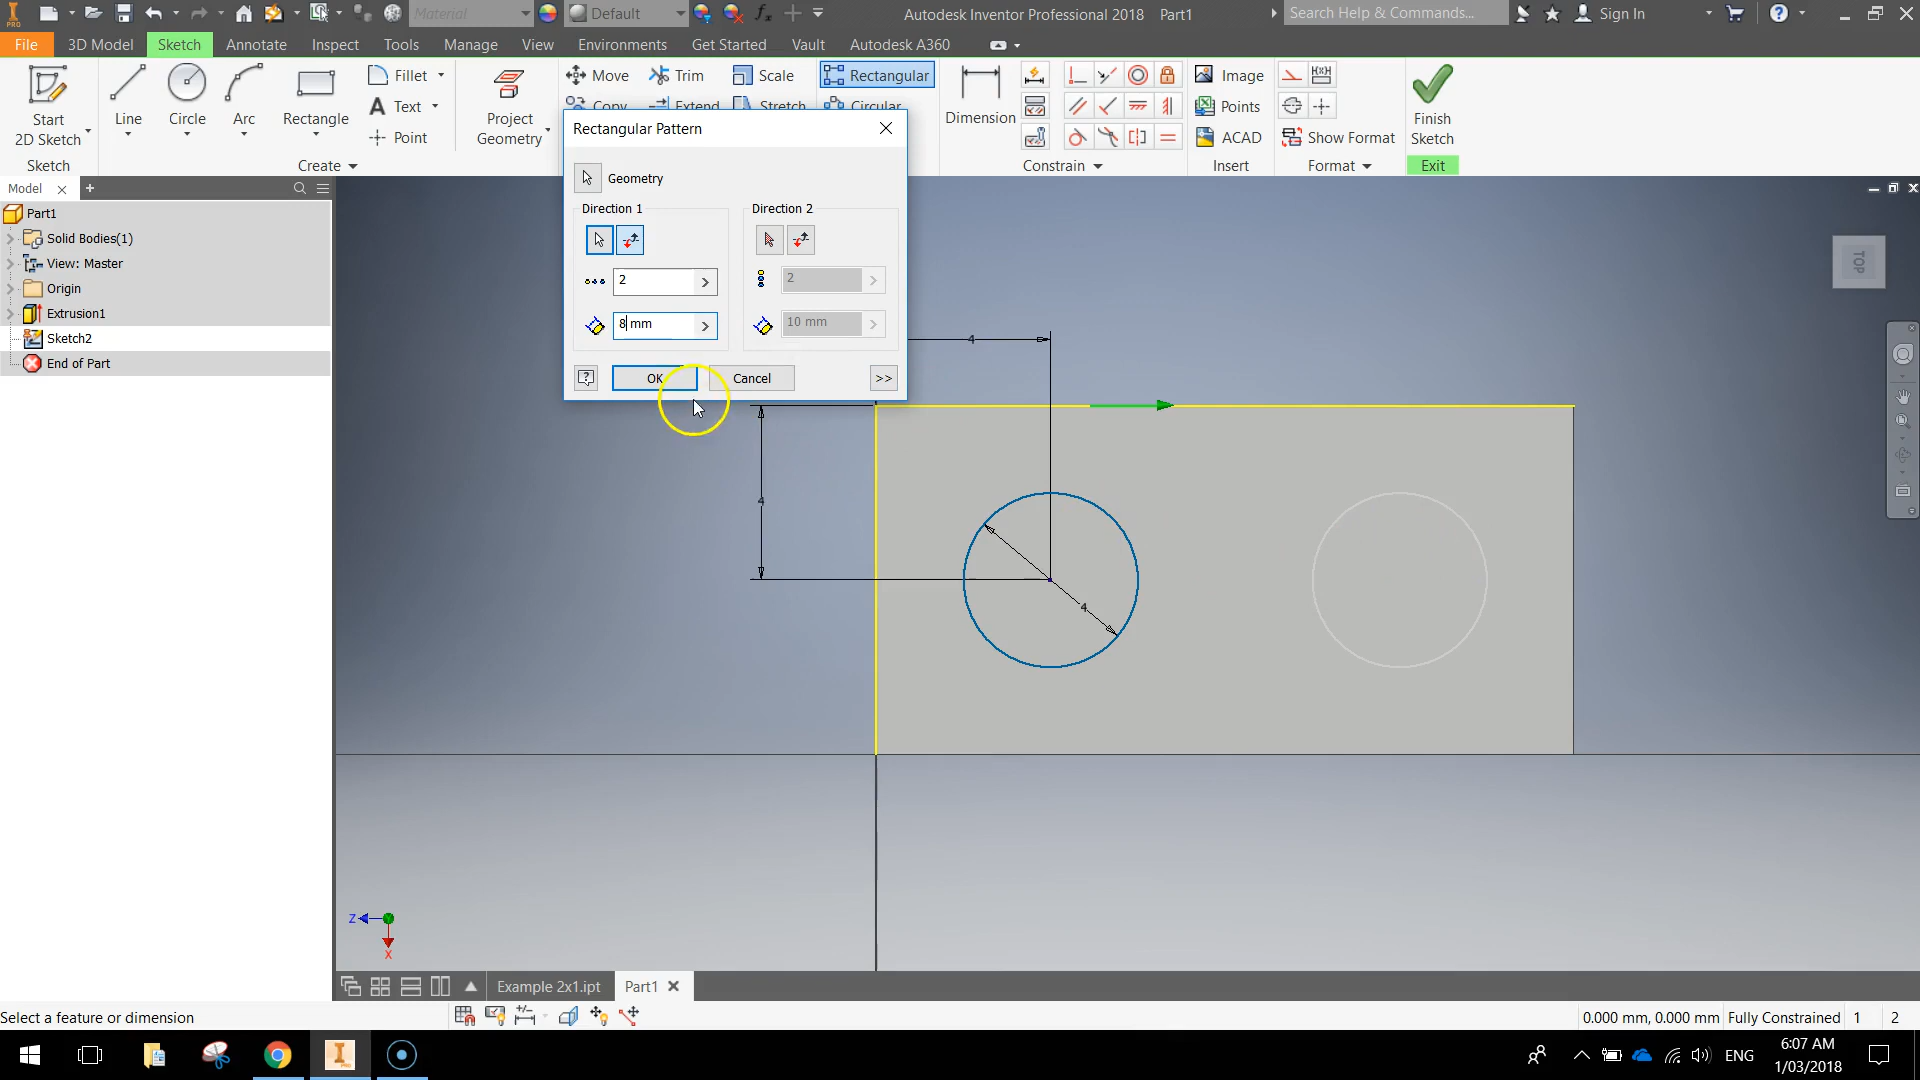 PRO
Material
Default
Autodesk Inventor Professional 2018 Part1
Search Help & Commands...
Sign In
File
3D Model
Sketch
Annotate
Inspect
Tools
Manage
View
Environments
Get Started
Vault
Autodesk A360
Start
2D Sketch
Line
Circle
Arc
Rectangle
Fillet
Text
Point
Project
Geometry
Move
Copy
Trim
Extend
Scale
Stretch
Rectangular
Circular
Dimension
Image
Points
ACAD
Show Format
Finish
Sketch
Sketch
Create
Constrain
Insert
Format
Exit
Rectangular Pattern
Geometry
Direction 1
Direction 2
2
2
8 mm
10 mm
OK
Cancel
>>
Model
Part1
Solid Bodies(1)
View: Master
Origin
Extrusion1
Sketch2
End of Part
TOP
4
4
4
Z
X
Example 2x1.ipt
Part1
Select a feature or dimension
0.000 mm, 0.000 mm
Fully Constrained
1
2
ENG
6:07 AM
1/03/2018